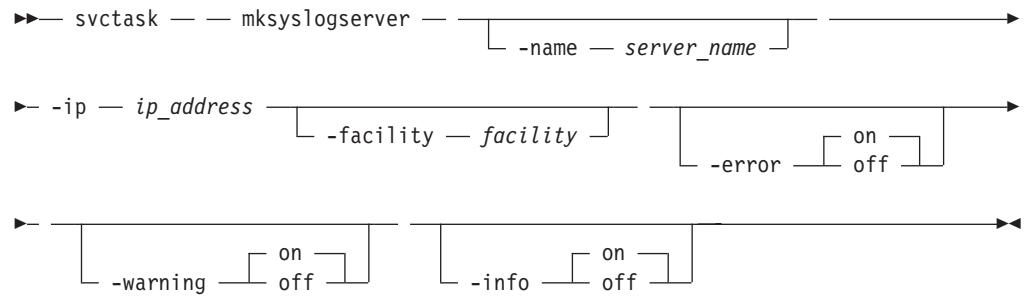 svctask mksyslogserver
-name server_name
-ip ip_address
-facility facility
on
-error off
on
-warning off
on
-info off